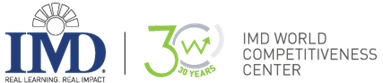 IMD®
REAL LEARNING. REAL IMPACT
30
30 YEARS
IMD WORLD
COMPETITIVENESS
CENTER